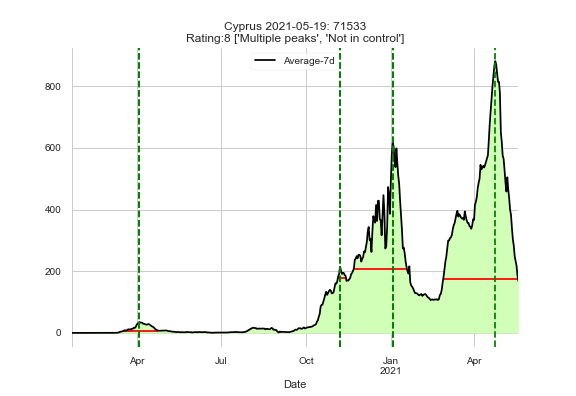 Cyprus 2021-05-19: 71533
Rating:8 ['Multiple peaks', 'Not in control']
Average-7d
800
600
400
200
0
Apr
Jul
Oct
Jan
2021
Apr
Date